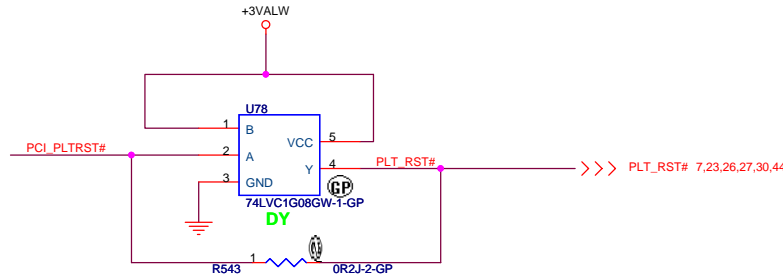 +3VALW
U78
1 B
VCC 5
PCI_PLTRST# 2 A
Y 4 PLT_RST# PLT_RST# 7,23,26,27,30,44
3 GND
GP
74LVC1G08GW-1-GP
DY
R543 1 0R2J-2-GP